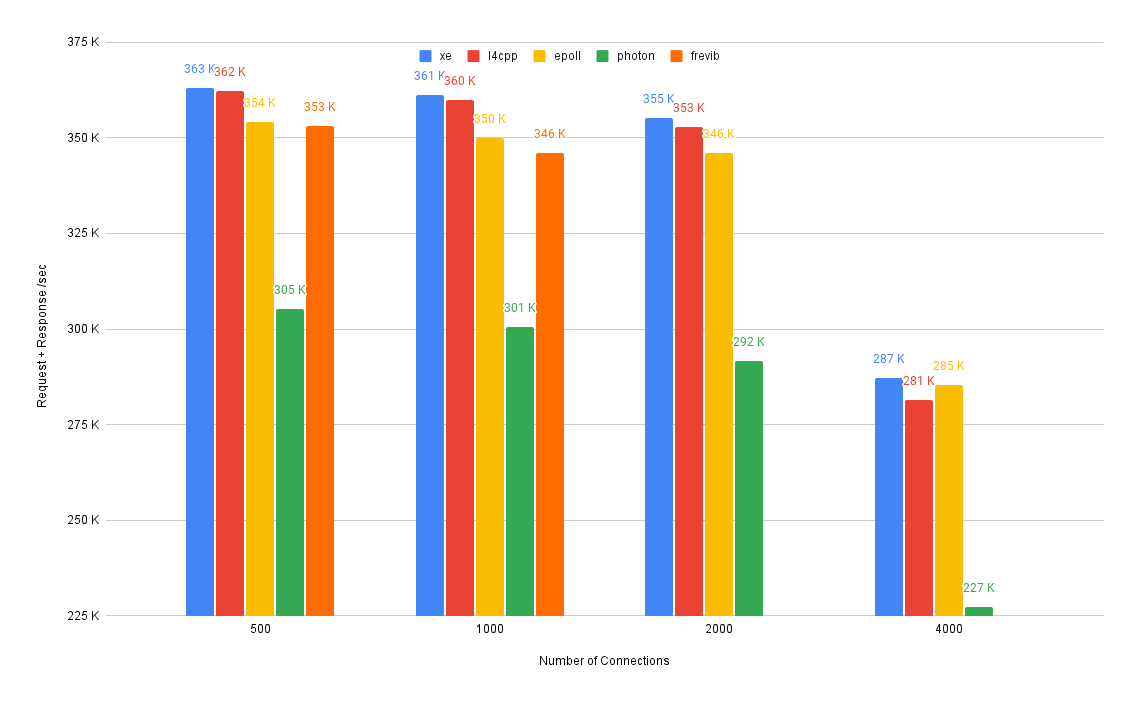 xe l4cpp epoll photon frevib
375 K
350 K
325 K
300 K
275 K
250 K
225 K
Request + Response /sec
363 K 362 K 354 K 305 K 353 K
361 K 360 K 350 K 301 K 346 K
355 K 353 K 346 K 292 K
287 K 281 K 285 K 227 K
500 1000 2000 4000
Number of Connections